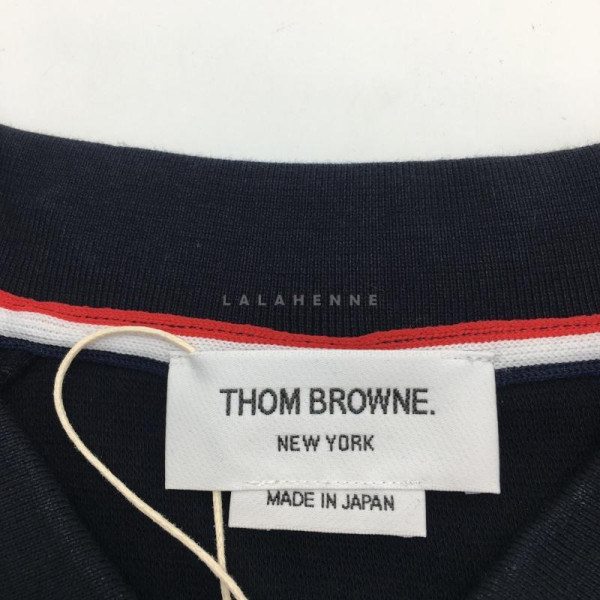 LALAHENNE
THOM BROWNE.
NEW YORK
MADE IN JAPAN